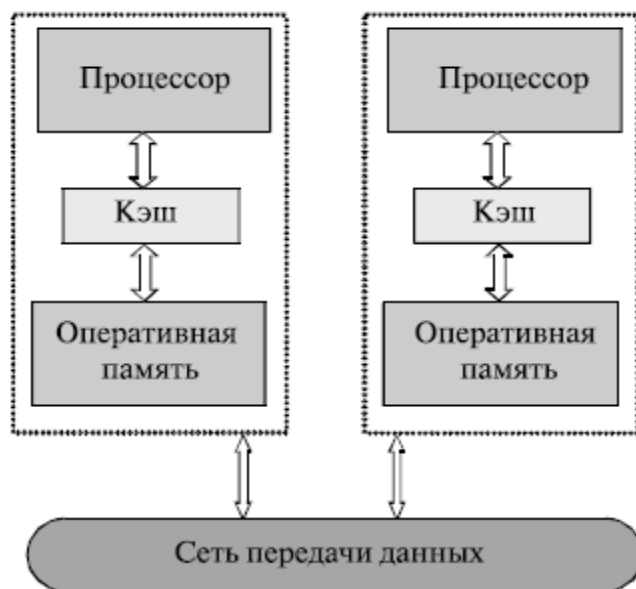 Процессор
Кэш
Оперативная
память
Процессор
Кэш
Оперативная
память
Сеть передачи данных